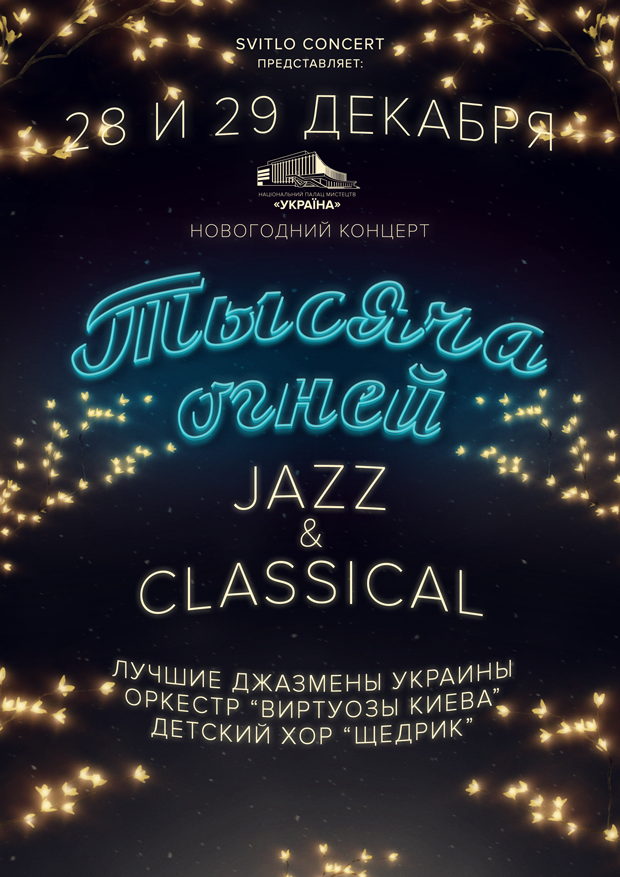 SVITLO CONCERT
ПРЕДСТАВЛЯЕТ:
28 И 29 ДЕКАБРЯ
НАЦІОНАЛЬНИЙ ПАЛАЦ МИСТЕЦТВ
«УКРАЇНА»
НОВОГОДНИЙ КОНЦЕРТ
Тысяча
огней
JAZZ
&
CLASSICAL
ЛУЧШИЕ ДЖАЗМЕНЫ УКРАИНЫ
ОРКЕСТР “ВИРТУОЗЫ КИЕВА”
ДЕТСКИЙ ХОР “ЩЕДРИК”